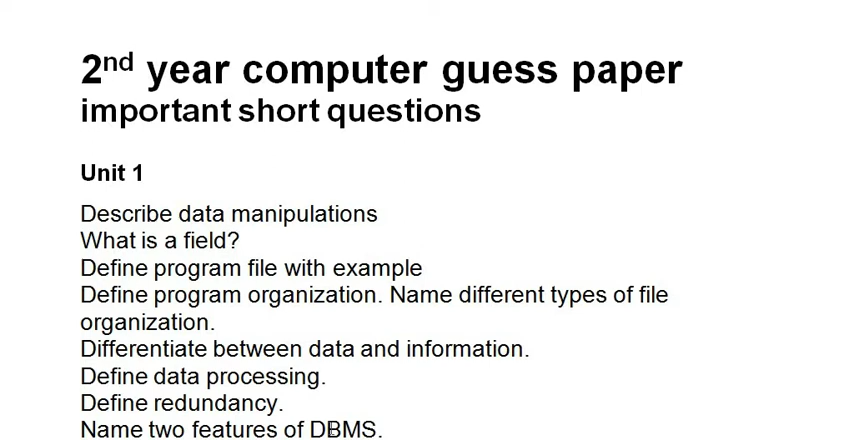 2nd year computer guess paper
important short questions
Unit 1
Describe data manipulations
What is a field?
Define program file with example
Define program organization. Name different types of file
organization.
Differentiate between data and information.
Define data processing.
Define redundancy.
Name two features of DBMS.